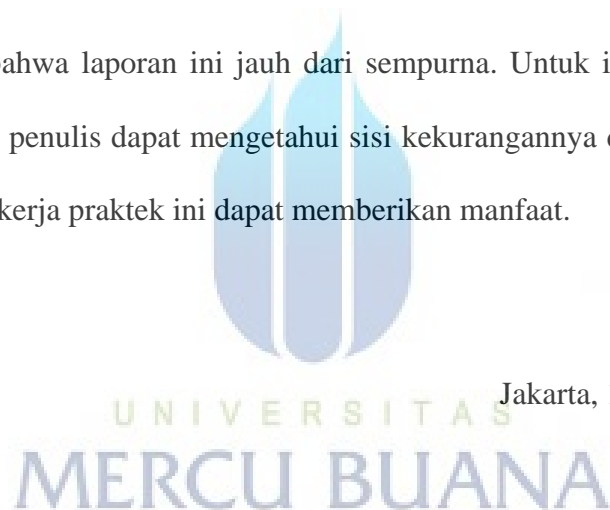 bahwa laporan ini jauh dari sempurna. Untuk i
penulis dapat mengetahui sisi kekurangannya
kerja praktek ini dapat memberikan manfaat.
Jakarta,
UNIVERSITAS
MERCU BUANA